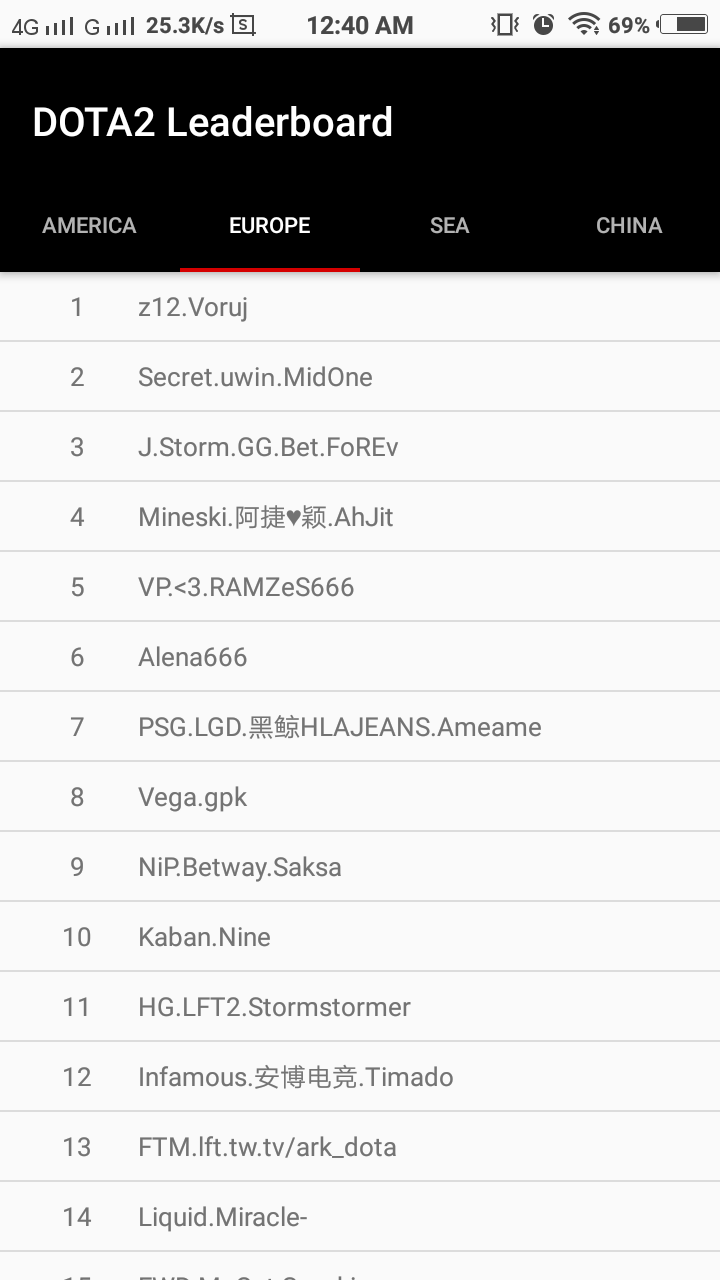 4G G 25.3K/s S 12:40 AM 69%
DOTA2 Leaderboard
AMERICA EUROPE SEA CHINA
1 z12.Voruj
2 Secret.uwin.MidOne
3 J.Storm.GG.Bet.FoREv
4 Mineski.阿捷♥颖.AhJit
5 VP.<3.RAMZeS666
6 Alena666
7 PSG.LGD.黑鲸HLAJEANS.Ameame
8 Vega.gpk
9 NiP.Betway.Saksa
10 Kaban.Nine
11 HG.LFT2.Stormstormer
12 Infamous.安博电竞.Timado
13 FTM.lft.tw.tv/ark_dota
14 Liquid.Miracle-